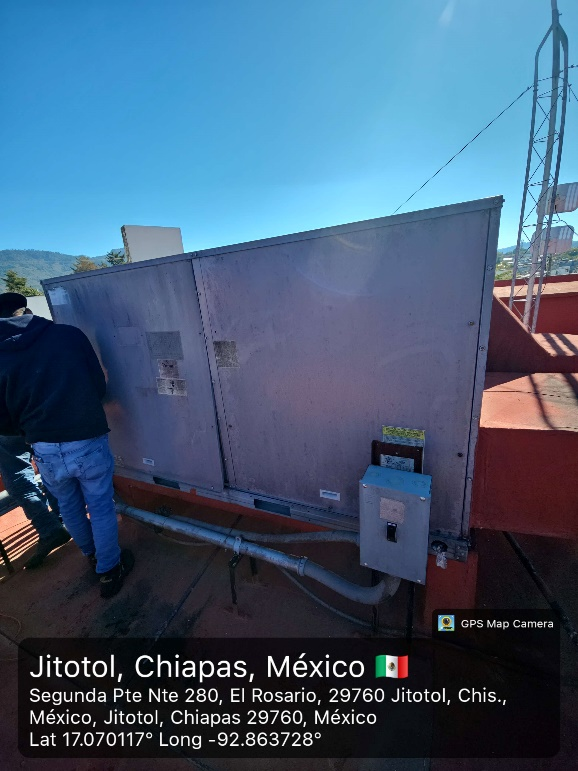 GPS Map Camera
Jitotol, Chiapas, México
Segunda Pte Nte 280, El Rosario, 29760 Jitotol, Chis.,
México, Jitotol, Chiapas 29760, México
Lat 17.070117° Long -92.863728°